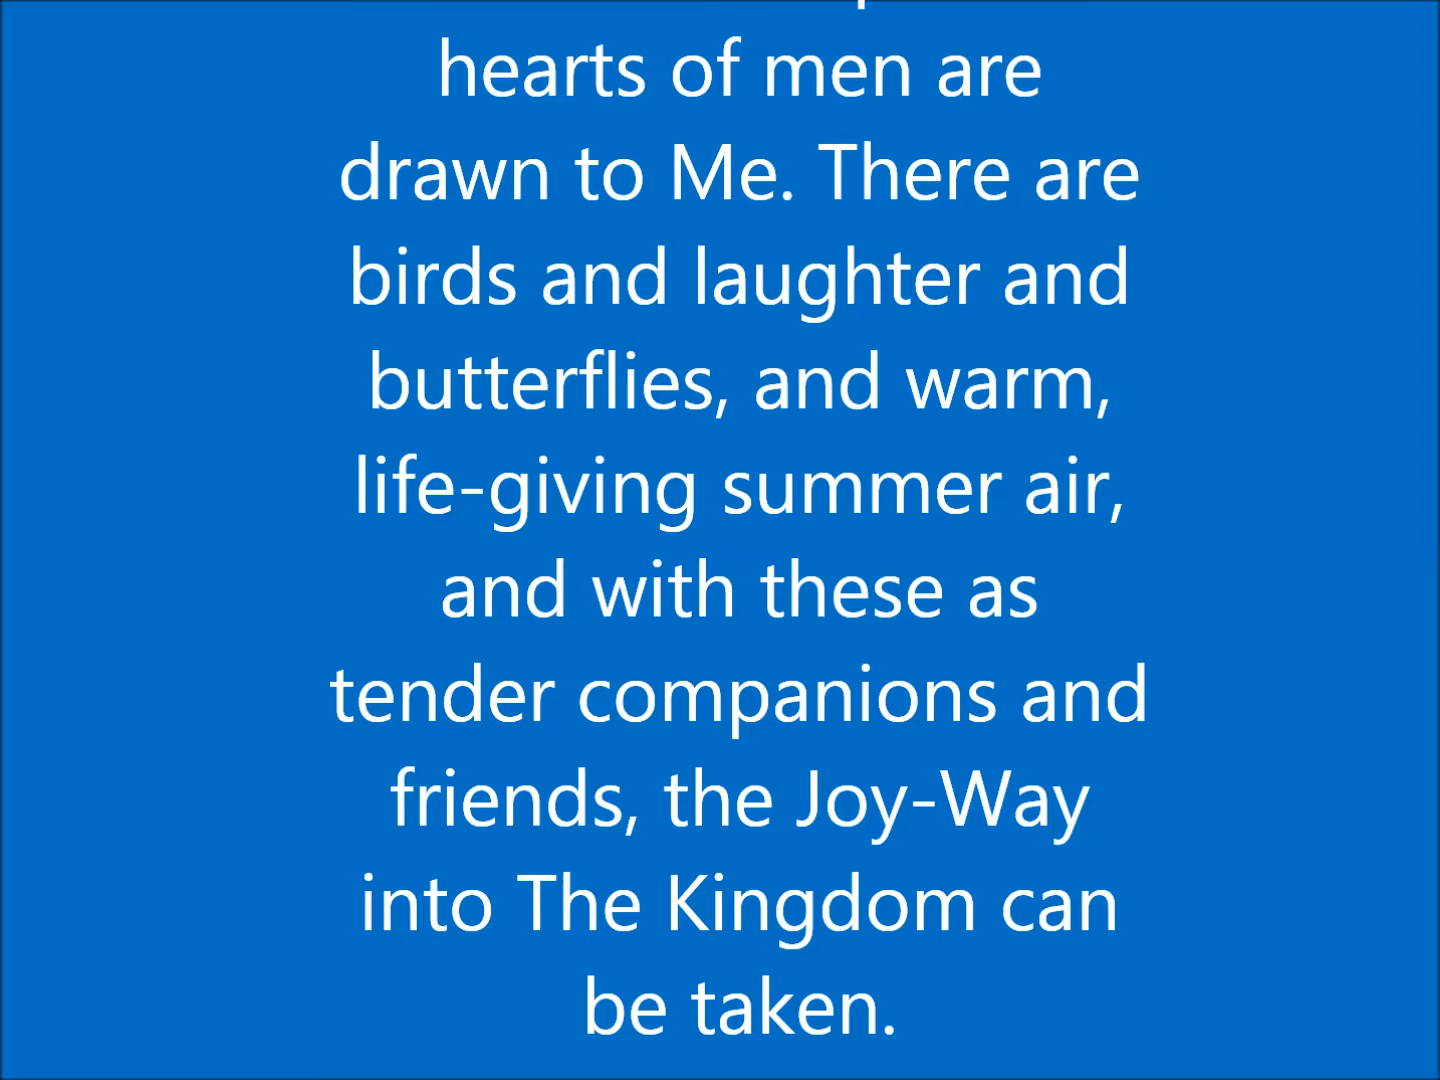 hearts of men are
drawn to Me. There are
birds and laughter and
butterflies, and warm,
life-giving summer air,
and with these as
tender companions and
friends, the Joy-Way
into The Kingdom can
be taken.